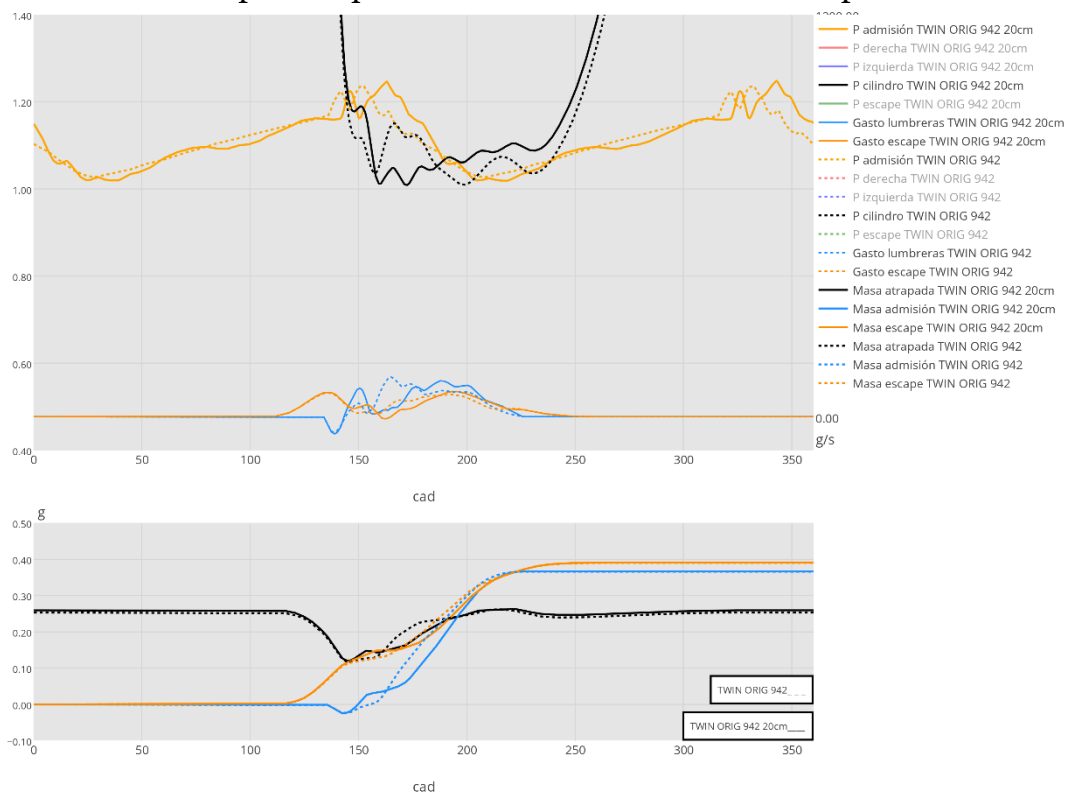 1.40
1.20
1.00
0.80
0.60
0.40
0
50
100
150
200
250
300
350
cad
0.00
g/s
P admisión TWIN ORIG 942 20cm
P derecha TWIN ORIG 942 20cm
P izquierda TWIN ORIG 942 20cm
P cilindro TWIN ORIG 942 20cm
P escape TWIN ORIG 942 20cm
Gasto lumbreras TWIN ORIG 942 20cm
Gasto escape TWIN ORIG 942 20cm
P admisión TWIN ORIG 942
P derecha TWIN ORIG 942
P izquierda TWIN ORIG 942
P cilindro TWIN ORIG 942
P escape TWIN ORIG 942
Gasto lumbreras TWIN ORIG 942
Gasto escape TWIN ORIG 942
Masa atrapada TWIN ORIG 942 20cm
Masa admisión TWIN ORIG 942 20cm
Masa escape TWIN ORIG 942 20cm
Masa atrapada TWIN ORIG 942
Masa admisión TWIN ORIG 942
Masa escape TWIN ORIG 942
g
0.50
0.40
0.30
0.20
0.10
0.00
−0.10
0
50
100
150
200
250
300
350
cad
TWIN ORIG 942_ _ _
TWIN ORIG 942 20cm___